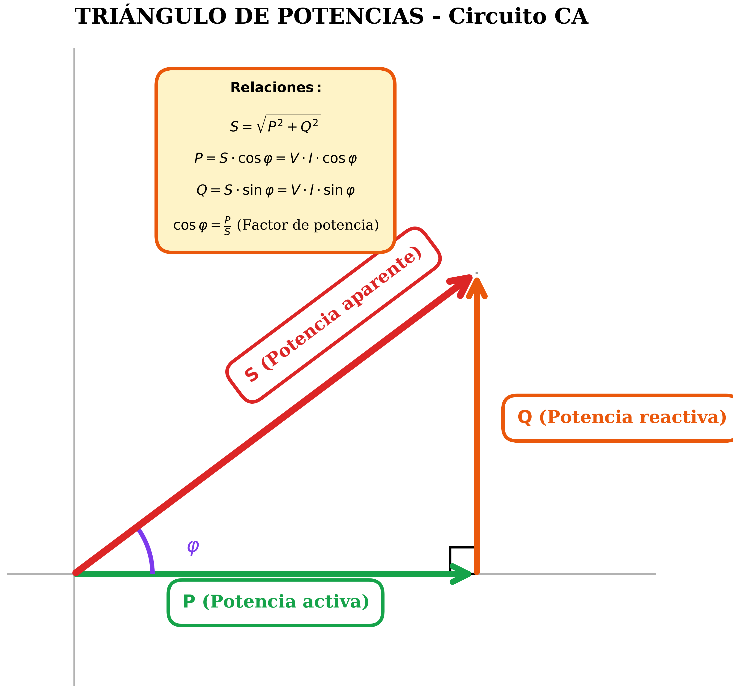 TRIÁNGULO DE POTENCIAS - Circuito CA
Relaciones:
S = √(P² + Q²)
P = S · cos φ = V · I · cos φ
Q = S · sin φ = V · I · sin φ
cos φ = P/S (Factor de potencia)
S (Potencia aparente)
Q (Potencia reactiva)
φ
P (Potencia activa)